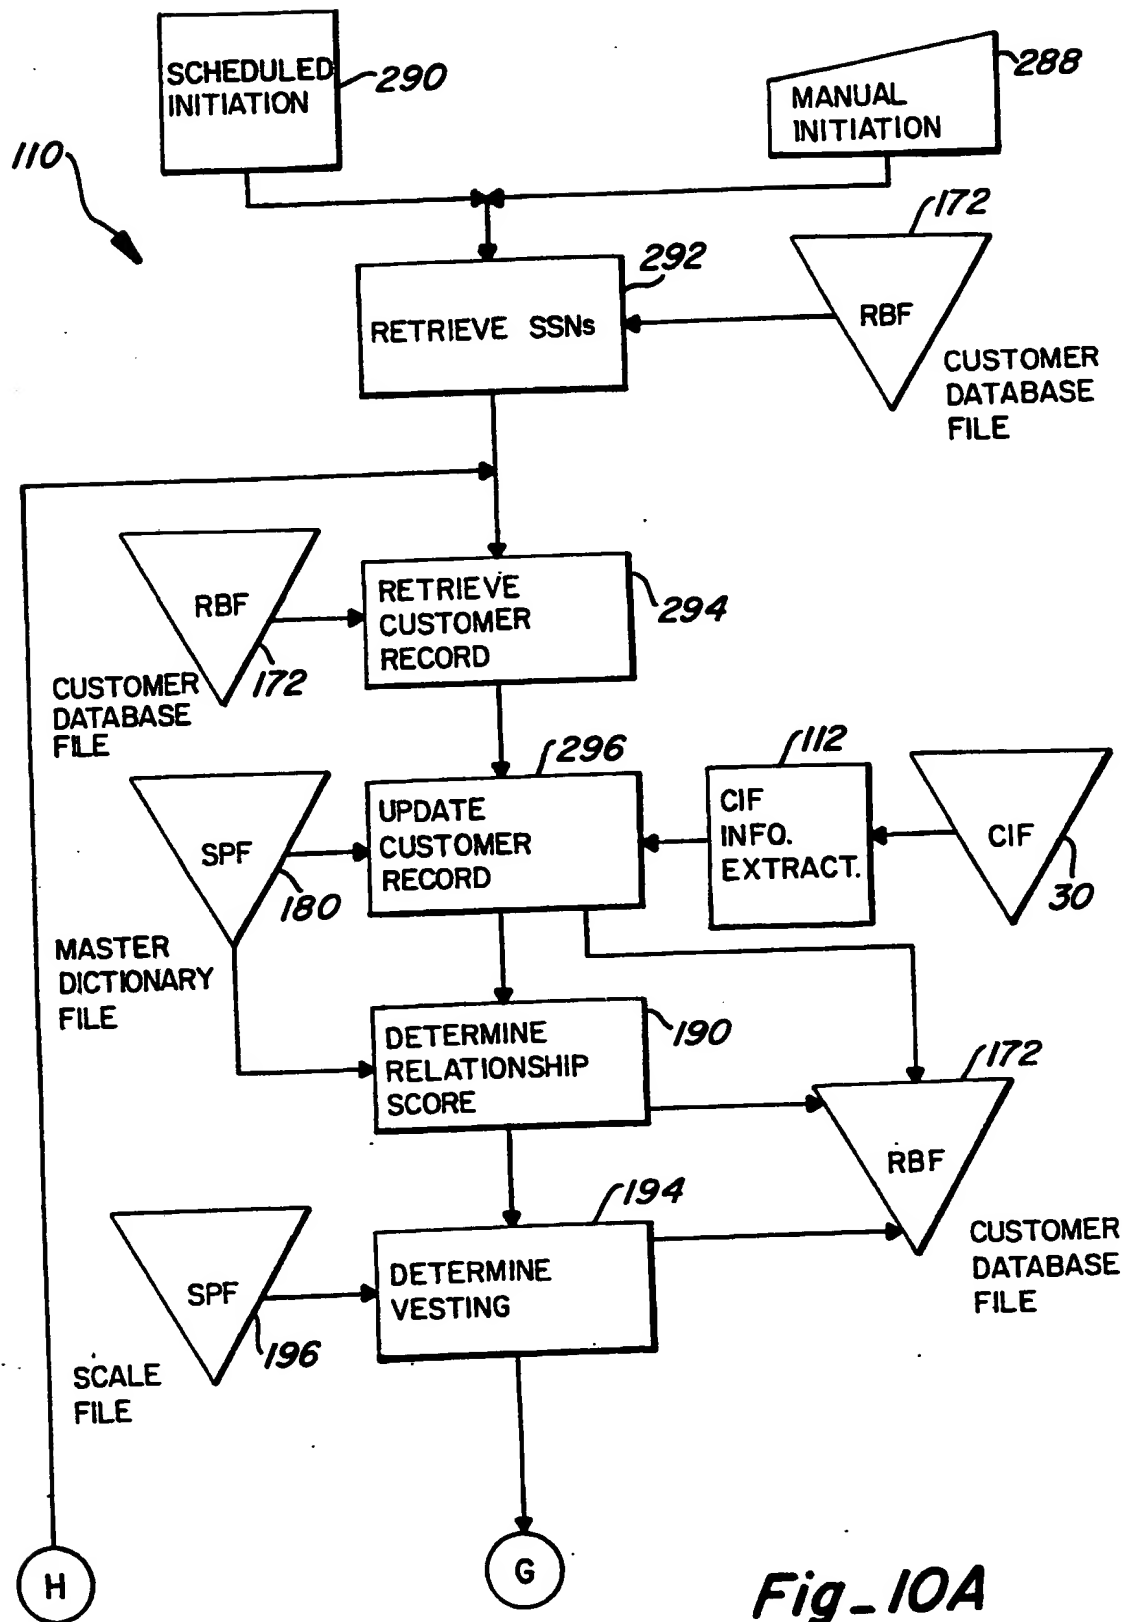 SCHEDULED
INITIATION
290
MANUAL
INITIATION
288
110
172
RBF
CUSTOMER
DATABASE
FILE
292
RETRIEVE SSNs
RBF
172
CUSTOMER
DATABASE
FILE
RETRIEVE
CUSTOMER
RECORD
294
SPF
180
MASTER
DICTIONARY
FILE
296
UPDATE
CUSTOMER
RECORD
112
CIF
INFO.
EXTRACT.
CIF
30
DETERMINE
RELATIONSHIP
SCORE
190
172
RBF
CUSTOMER
DATABASE
FILE
SPF
196
SCALE
FILE
194
DETERMINE
VESTING
H
G
Fig_10A